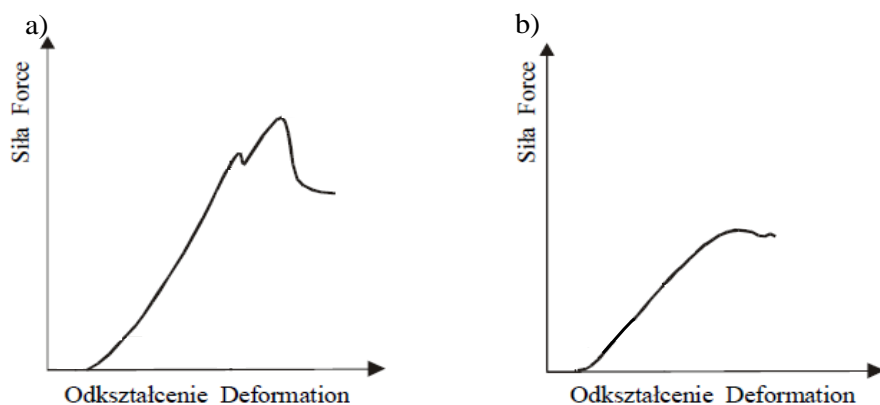 a)
Siła Force
Odkształcenie Deformation
b)
Siła Force
Odkształcenie Deformation